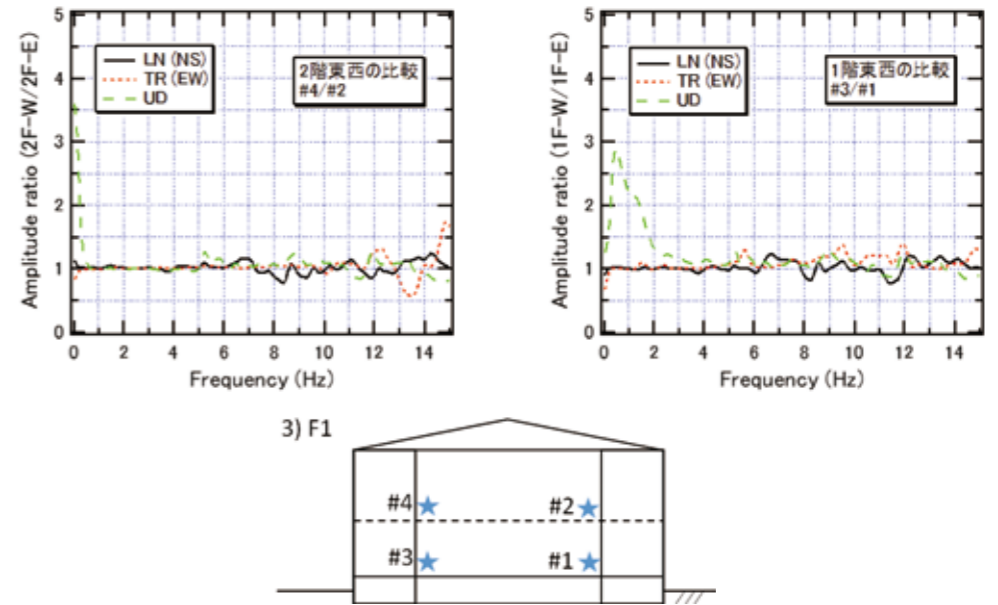 Amplitude ratio (2F-W/2F-E)
5
4
3
2
1
0
LN (NS)
TR (EW)
UD
2階東西の比較
#4/#2
0 2 4 6 8 10 12 14
Frequency (Hz)
Amplitude ratio (1F-W/1F-E)
5
4
3
2
1
0
LN (NS)
TR (EW)
UD
1階東西の比較
#3/#1
0 2 4 6 8 10 12 14
Frequency (Hz)
3) F1
#4 #2
#3 #1